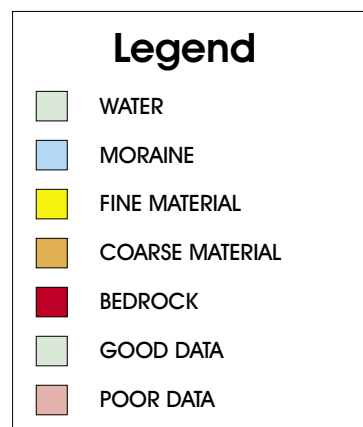 Legend
WATER
MORAINE
FINE MATERIAL
COARSE MATERIAL
BEDROCK
GOOD DATA
POOR DATA